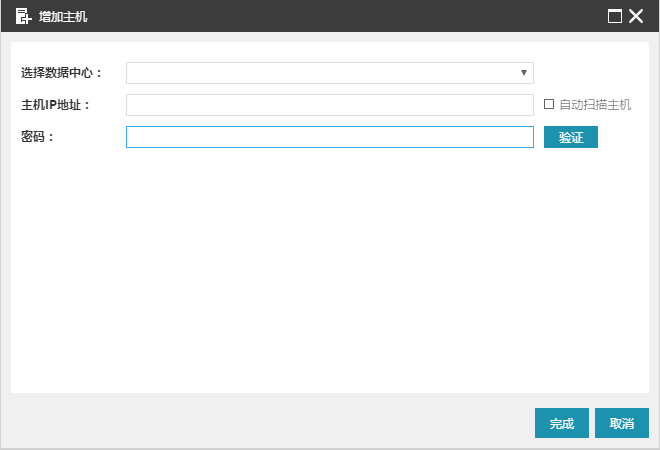 增加主机
选择数据中心：
主机IP地址：
自动扫描主机
密码：
验证
完成
取消